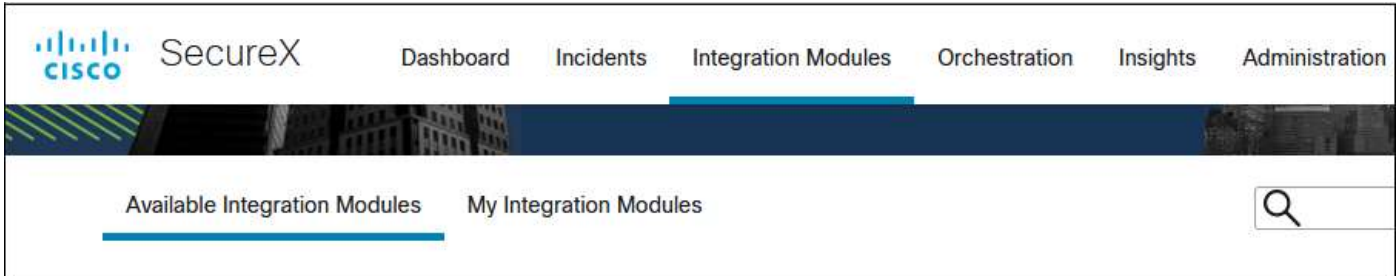 CISCO SecureX Dashboard Incidents Integration Modules Orchestration Insights Administration
Available Integration Modules My Integration Modules